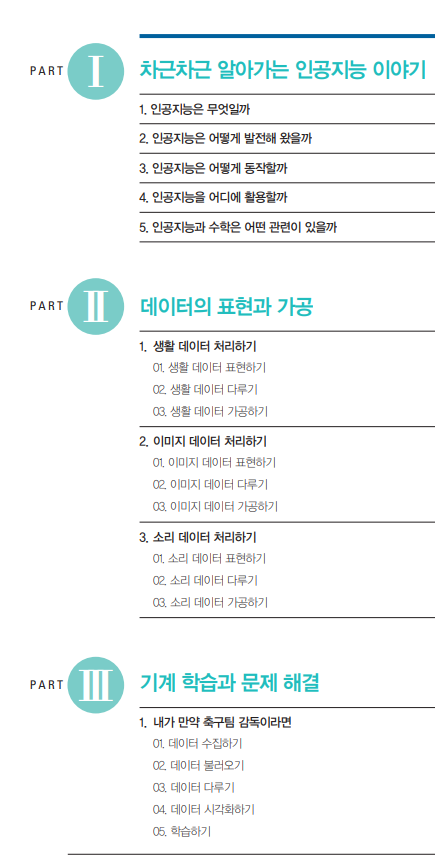 PART I 차근차근 알아가는 인공지능 이야기
1. 인공지능은 무엇일까
2. 인공지능은 어떻게 발전해 왔을까
3. 인공지능은 어떻게 동작할까
4. 인공지능을 어디에 활용할까
5. 인공지능과 수학은 어떤 관련이 있을까
PART II 데이터의 표현과 가공
1. 생활 데이터 처리하기
01. 생활 데이터 표현하기
02. 생활 데이터 다루기
03. 생활 데이터 가공하기
2. 이미지 데이터 처리하기
01. 이미지 데이터 표현하기
02. 이미지 데이터 다루기
03. 이미지 데이터 가공하기
3. 소리 데이터 처리하기
01. 소리 데이터 표현하기
02. 소리 데이터 다루기
03. 소리 데이터 가공하기
PART III 기계 학습과 문제 해결
1. 내가 만약 축구팀 감독이라면
01. 데이터 수집하기
02. 데이터 불러오기
03. 데이터 다루기
04. 데이터 시각화하기
05. 학습하기